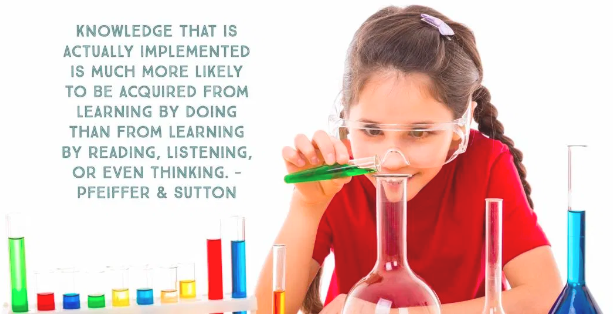 KNOWLEDGE THAT IS
ACTUALLY IMPLEMENTED
IS MUCH MORE LIKELY
TO BE ACQUIRED FROM
LEARNING BY DOING
THAN FROM LEARNING
BY READING, LISTENING,
OR EVEN THINKING. -
PFEIFFER & SUTTON